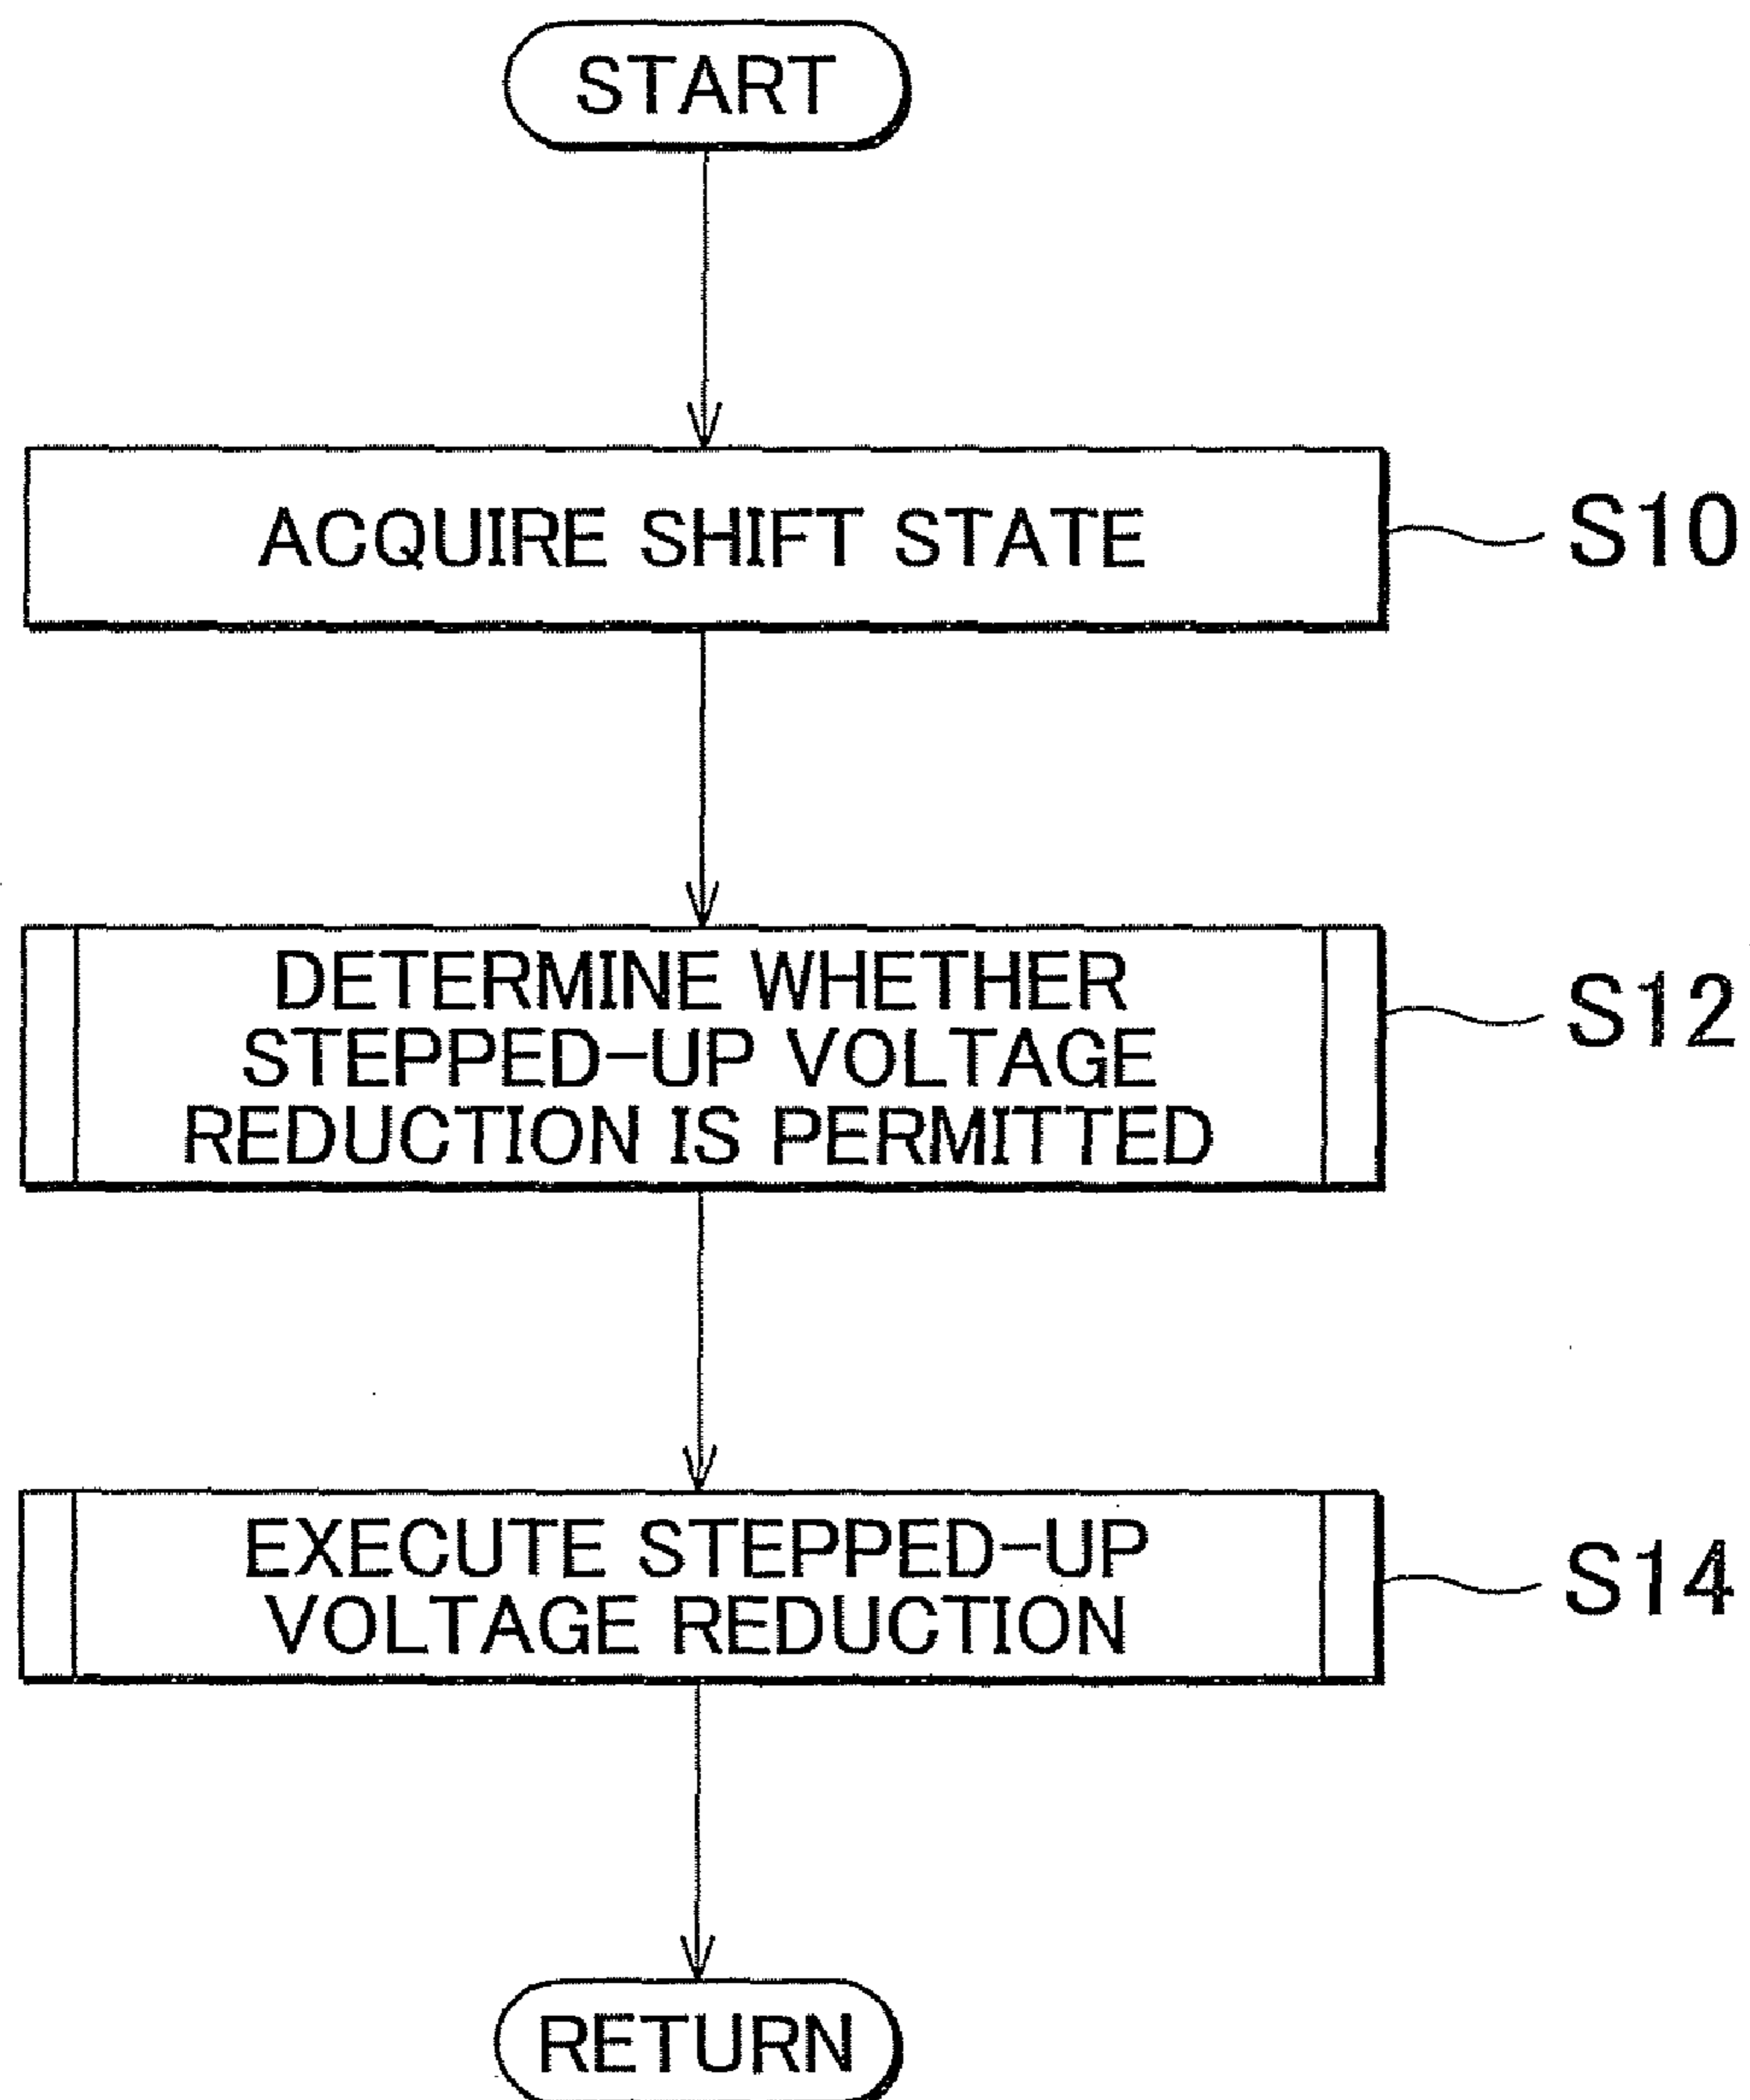 START
ACQUIRE SHIFT STATE
S10
DETERMINE WHETHER
STEPPED-UP VOLTAGE
REDUCTION IS PERMITTED
S12
EXECUTE STEPPED-UP
VOLTAGE REDUCTION
S14
RETURN